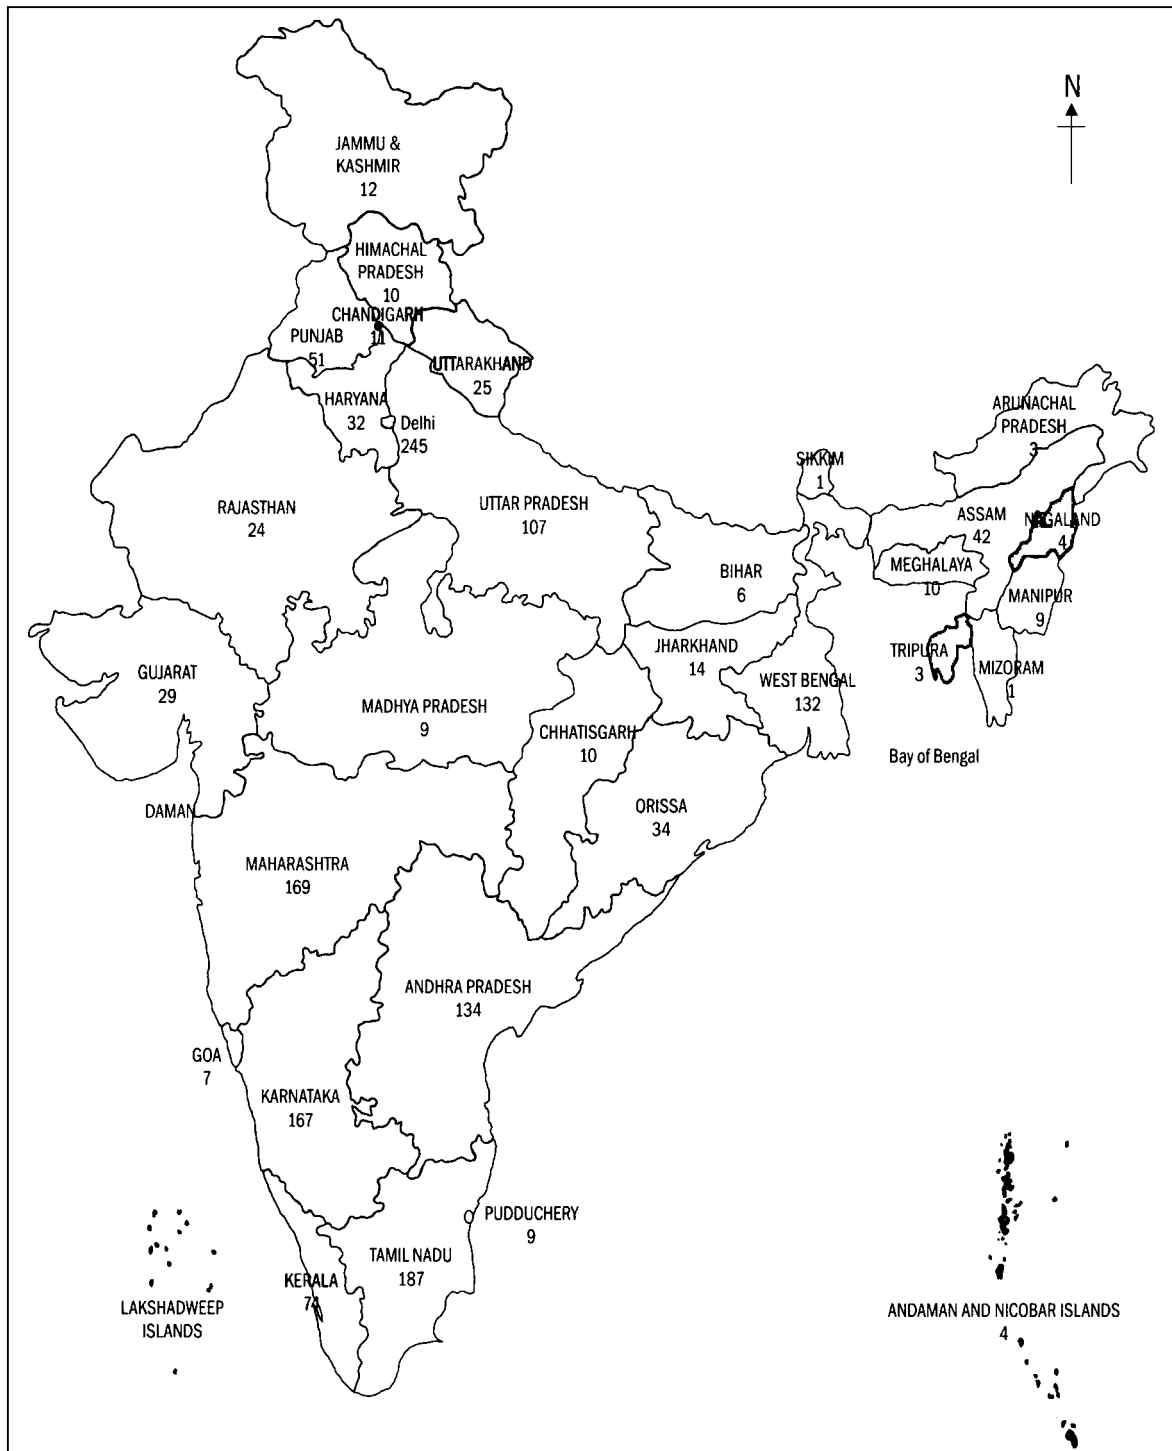 N
JAMMU &
KASHMIR
12
HIMACHAL
PRADESH
10
CHANDIGARH
11
PUNJAB
51
UTTARAKHAND
25
HARYANA
32
Delhi
245
ARUNACHAL
PRADESH
3
SIKKIM
1
RAJASTHAN
24
UTTAR PRADESH
107
ASSAM
42
NAGALAND
4
MEGHALAYA
10
BIHAR
6
MANIPUR
9
JHARKHAND
14
TRIPURA
3
MIZORAM
1
GUJARAT
29
WEST BENGAL
132
MADHYA PRADESH
9
CHHATISGARH
10
Bay of Bengal
DAMAN
ORISSA
34
MAHARASHTRA
169
ANDHRA PRADESH
134
GOA
7
KARNATAKA
167
PUDDUCHERY
9
TAMIL NADU
187
KERALA
74
LAKSHADWEEP
ISLANDS
ANDAMAN AND NICOBAR ISLANDS
4